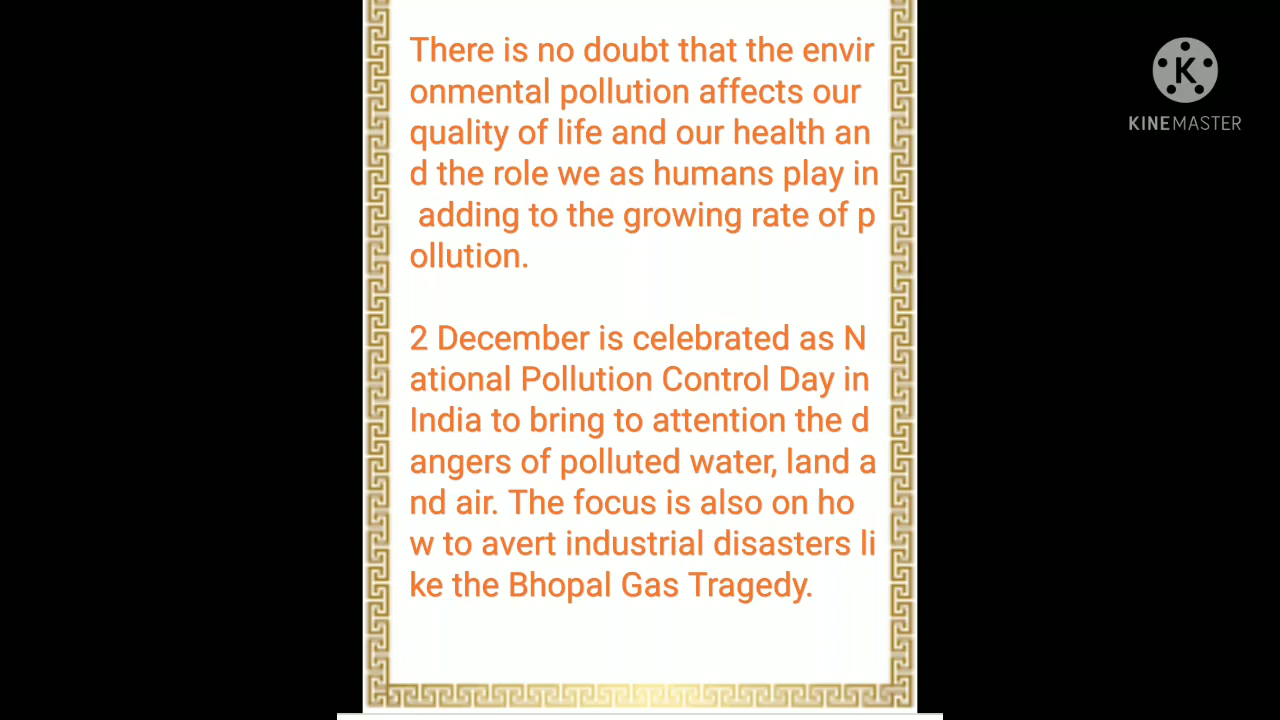 There is no doubt that the envir
onmental pollution affects our
quality of life and our health an
d the role we as humans play in
adding to the growing rate of p
ollution.
2 December is celebrated as N
ational Pollution Control Day in
India to bring to attention the d
angers of polluted water, land a
nd air. The focus is also on ho
w to avert industrial disasters li
ke the Bhopal Gas Tragedy.
K
KINEMASTER